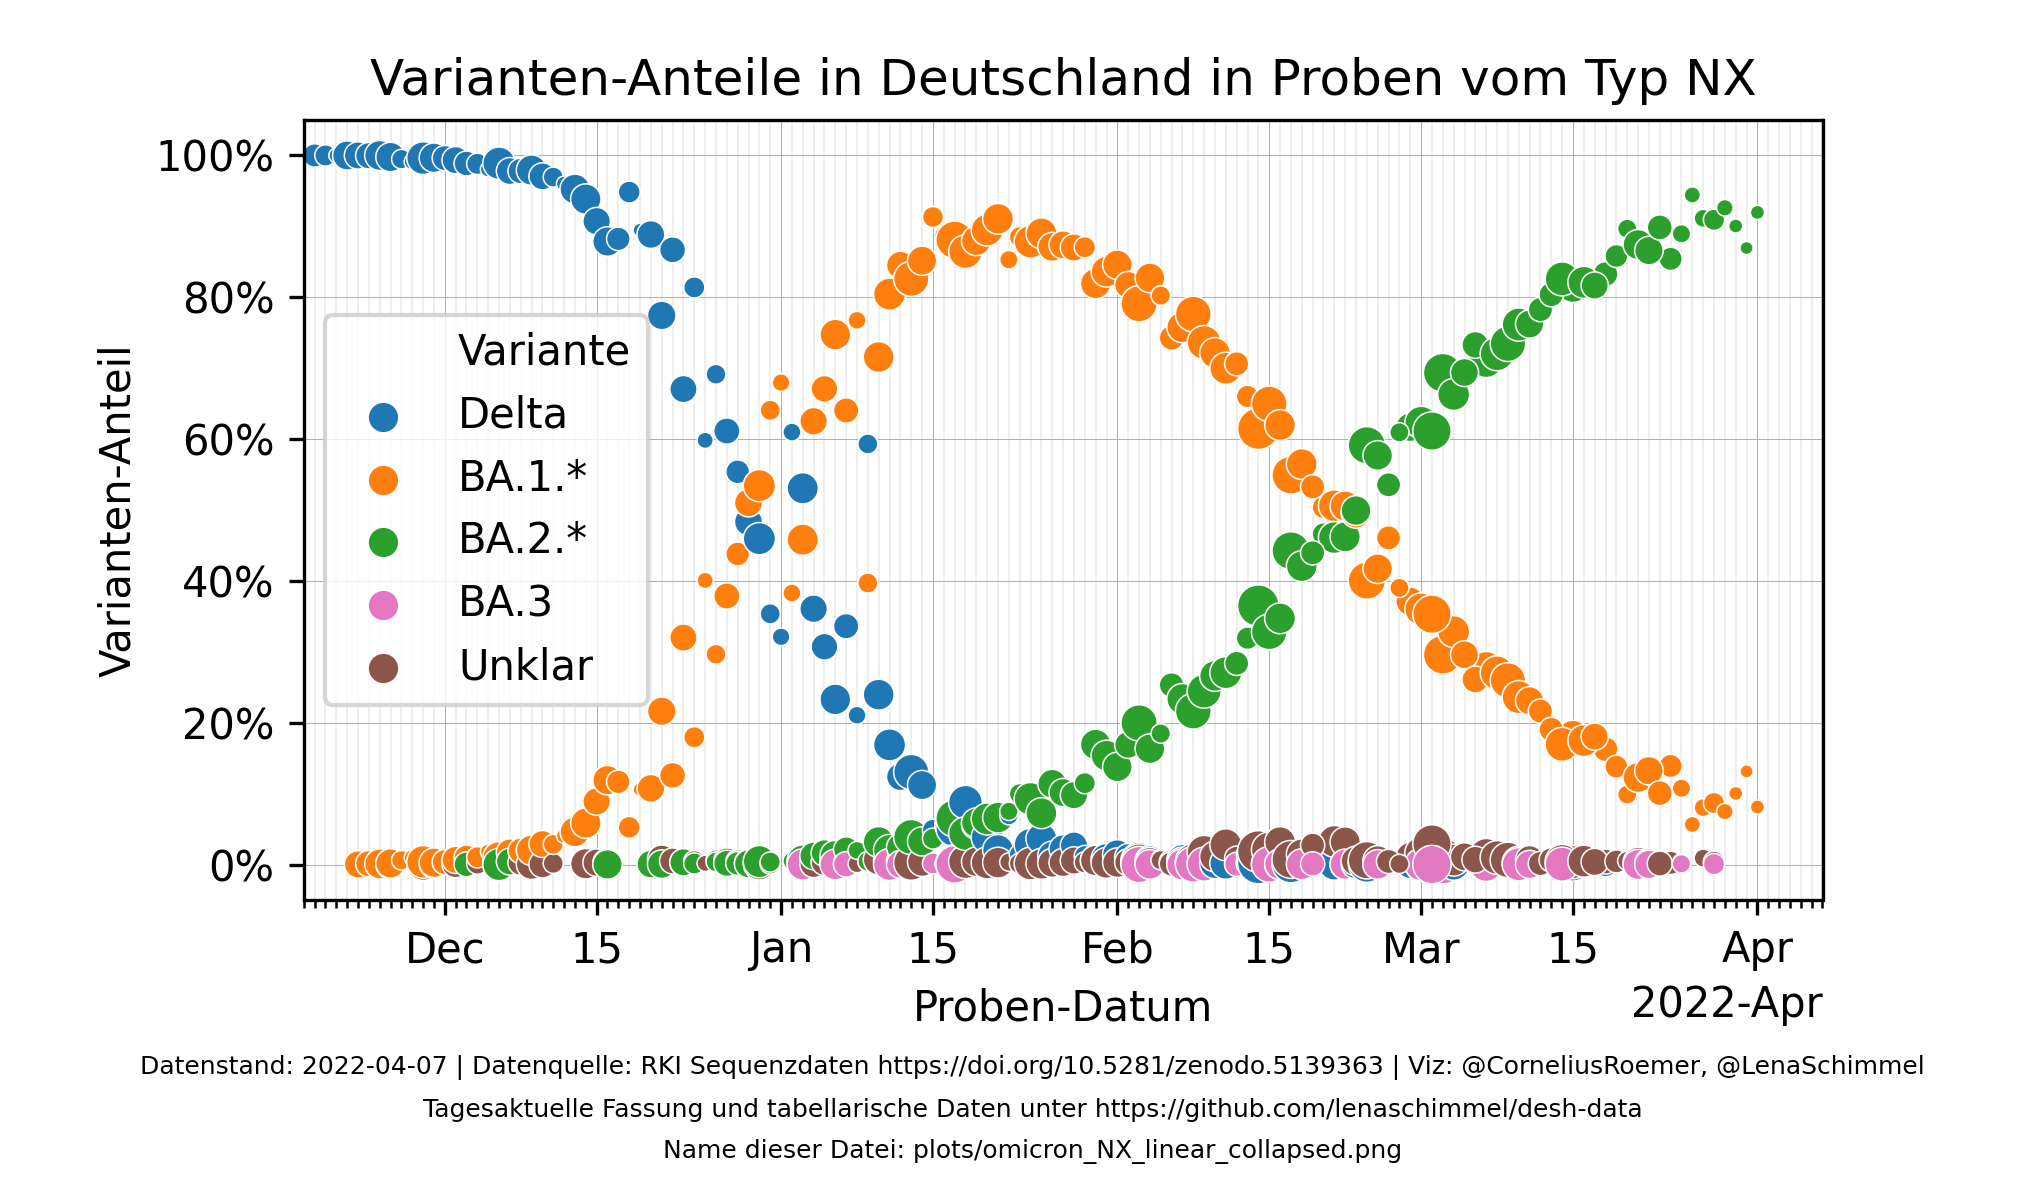 Varianten-Anteile in Deutschland in Proben vom Typ NX
100%
80%
60%
40%
20%
0%
Varianten-Anteil
Variante
Delta
BA.1.*
BA.2.*
BA.3
Unklar
Dec 15 Jan 15 Feb 15 Mar 15 Apr
Proben-Datum
2022-Apr
Datenstand: 2022-04-07 | Datenquelle: RKI Sequenzdaten https://doi.org/10.5281/zenodo.5139363 | Viz: @CorneliusRoemer, @LenaSchimmel
Tagesaktuelle Fassung und tabellarische Daten unter https://github.com/lenaschimmel/desh-data
Name dieser Datei: plots/omicron_NX_linear_collapsed.png